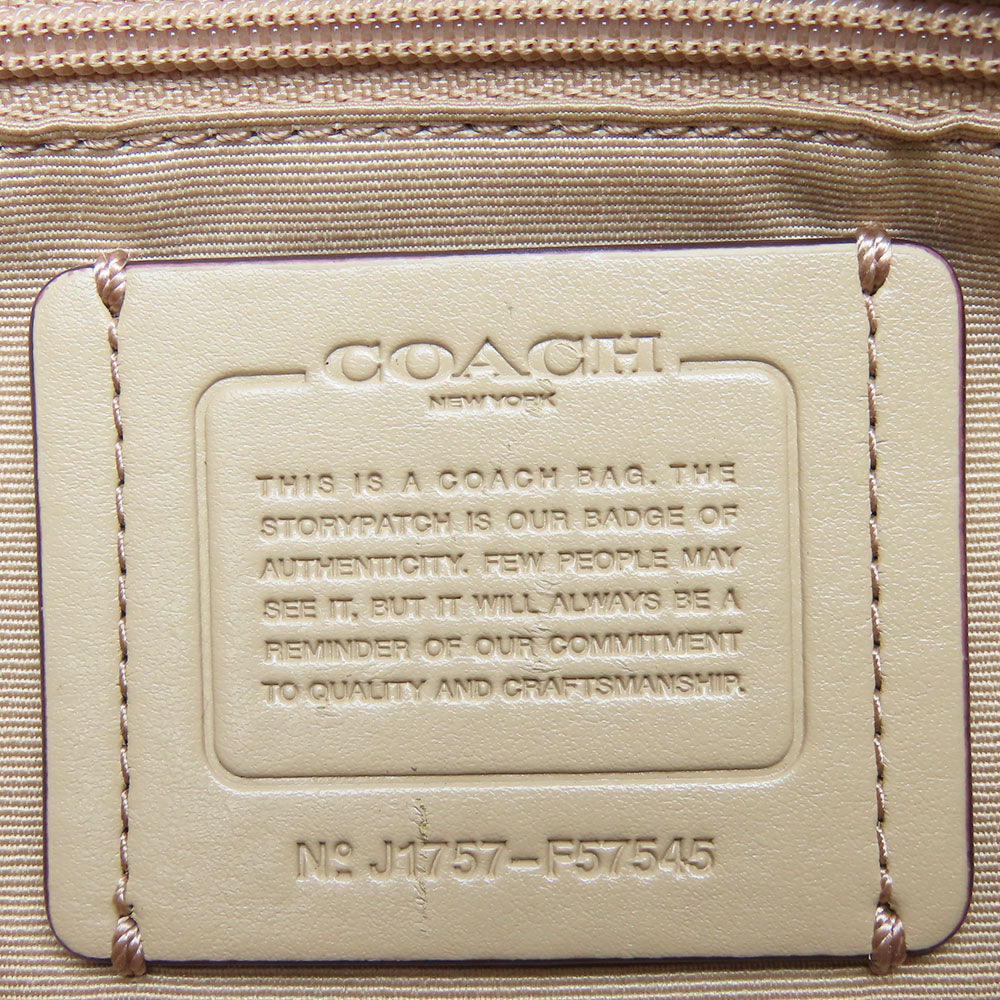 COACH
NEW YORK
THIS IS A COACH BAG. THE
STORYPATCH IS OUR BADGE OF
AUTHENTICITY. FEW PEOPLE MAY
SEE IT, BUT IT WILL ALWAYS BE A
REMINDER OF OUR COMMITMENT
TO QUALITY AND CRAFTSMANSHIP.
Nº J1757-F57545